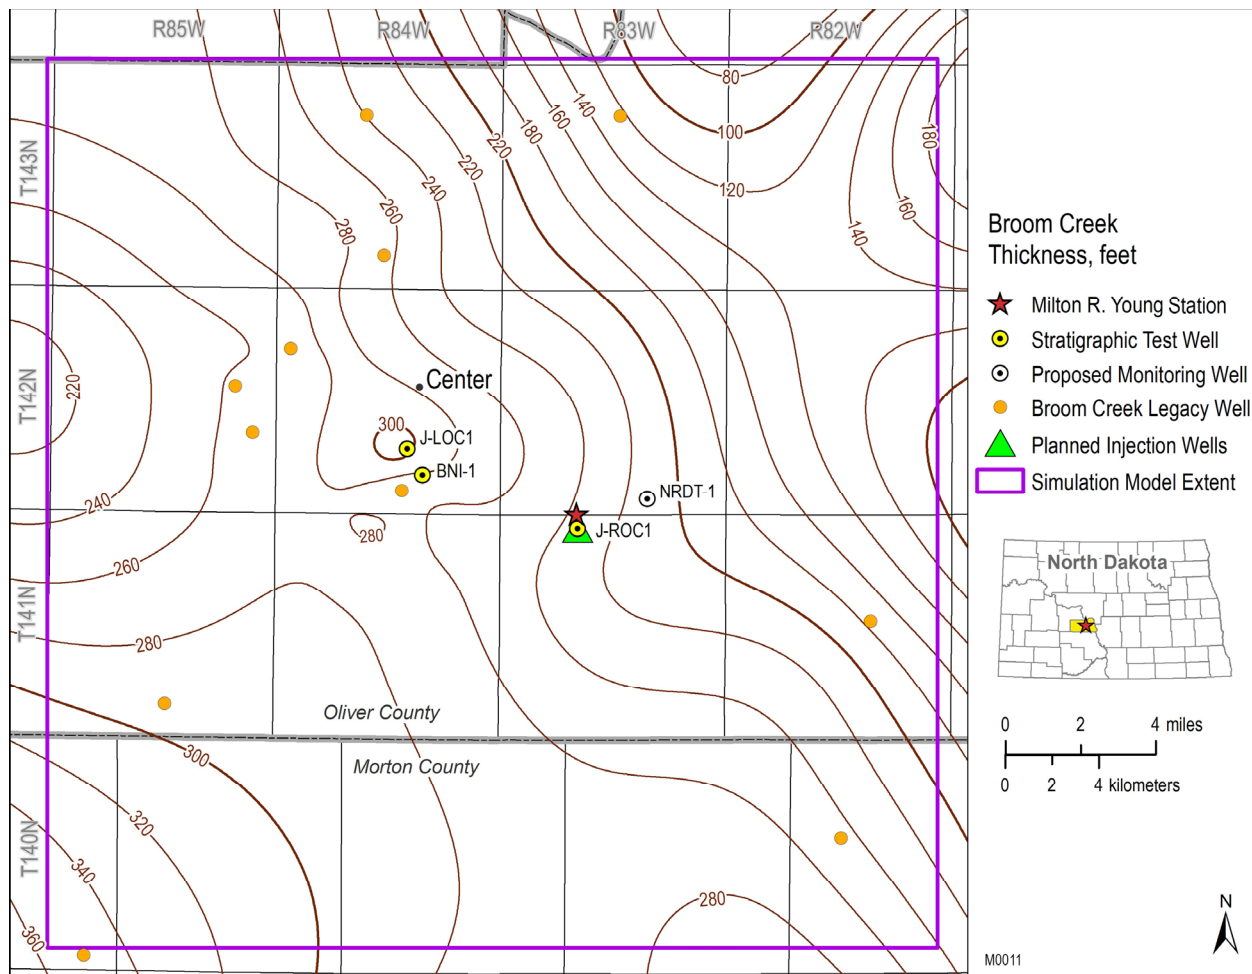 R85W
R84W
R83W
R82W
80
140
160
180
100
180
T143N
220
120
220
240
260
160
280
140
Center
T142N
220
300
J-LOC1
BNI-1
NRDT-1
240
280
J-ROC1
260
T141N
280
Oliver County
300
Morton County
320
T140N
340
280
360
Broom Creek
Thickness, feet
Milton R. Young Station
Stratigraphic Test Well
Proposed Monitoring Well
Broom Creek Legacy Well
Planned Injection Wells
Simulation Model Extent
North Dakota
0 2 4 miles
0 2 4 kilometers
N
M0011